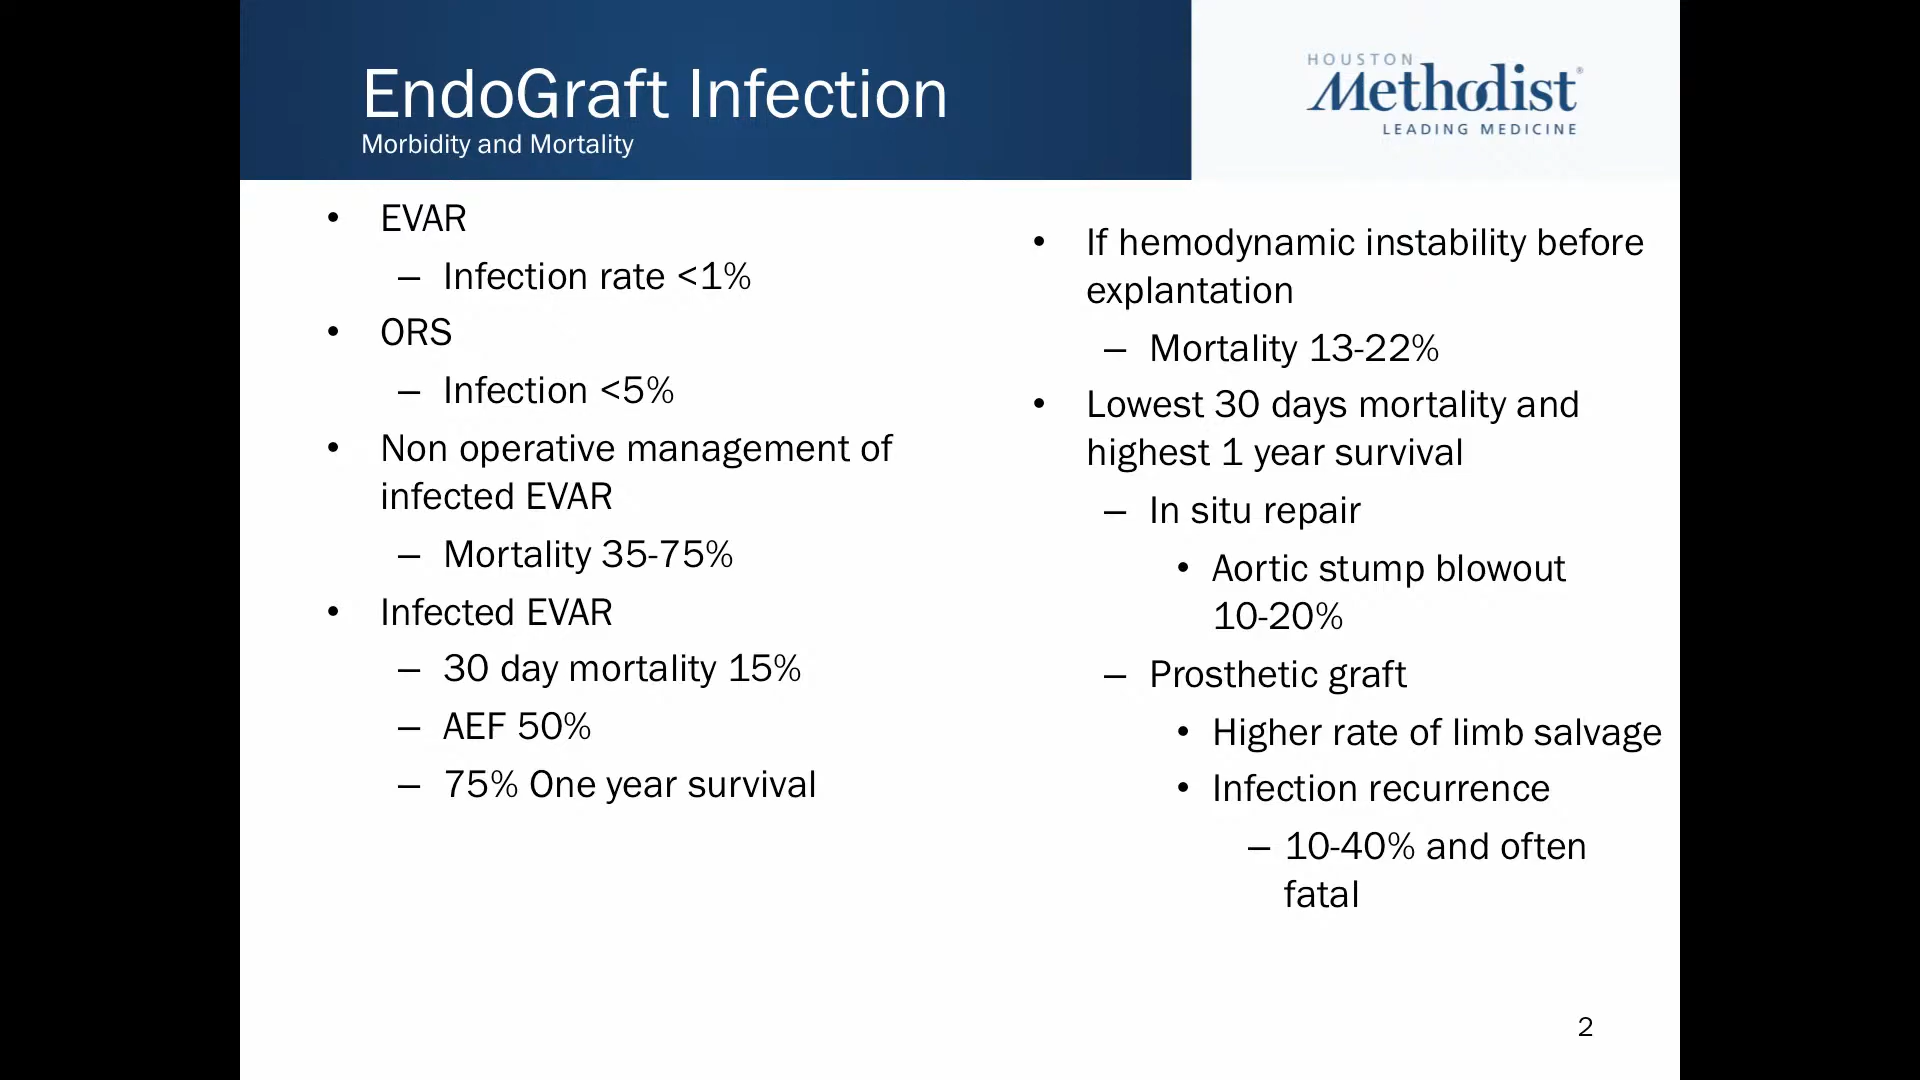 EndoGraft Infection
Morbidity and Mortality
HOUSTON
Methodist®
LEADING MEDICINE
• EVAR
– Infection rate <1%
• ORS
– Infection <5%
• Non operative management of
infected EVAR
– Mortality 35-75%
• Infected EVAR
– 30 day mortality 15%
– AEF 50%
– 75% One year survival
• If hemodynamic instability before
explantation
– Mortality 13-22%
• Lowest 30 days mortality and
highest 1 year survival
– In situ repair
• Aortic stump blowout
10-20%
– Prosthetic graft
• Higher rate of limb salvage
• Infection recurrence
– 10-40% and often
fatal
2